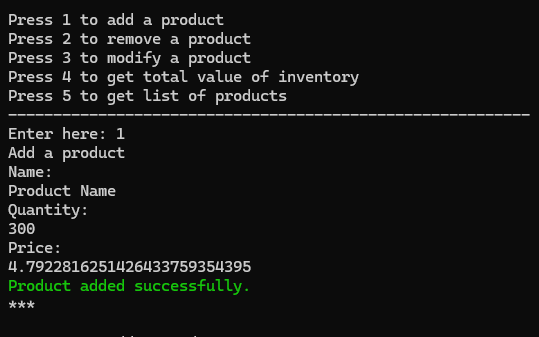 Press 1 to add a product
Press 2 to remove a product
Press 3 to modify a product
Press 4 to get total value of inventory
Press 5 to get list of products
----------------------------------------------------------
Enter here: 1
Add a product
Name:
Product Name
Quantity:
300
Price:
4.7922816251426433759354395
Product added successfully.
***